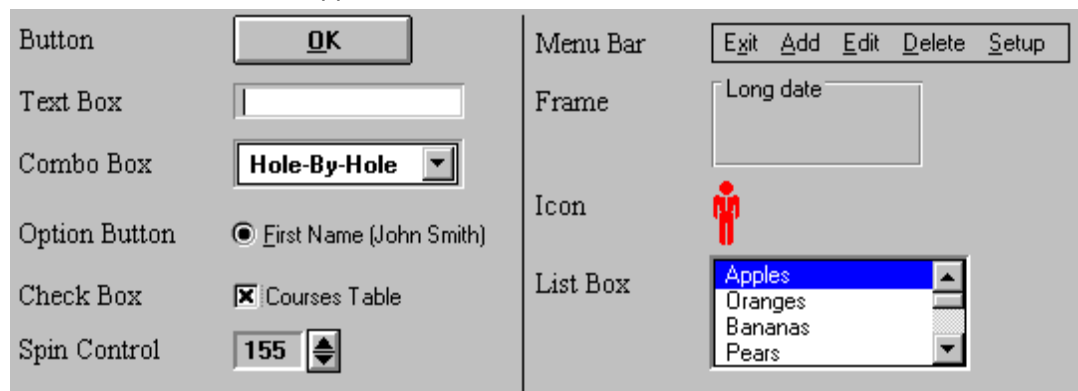 Button
OK
Text Box
Combo Box
Hole-By-Hole
Option Button
First Name (John Smith)
Check Box
Courses Table
Spin Control
155
Menu Bar
Exit Add Edit Delete Setup
Frame
Long date
Icon
List Box
Apples
Oranges
Bananas
Pears